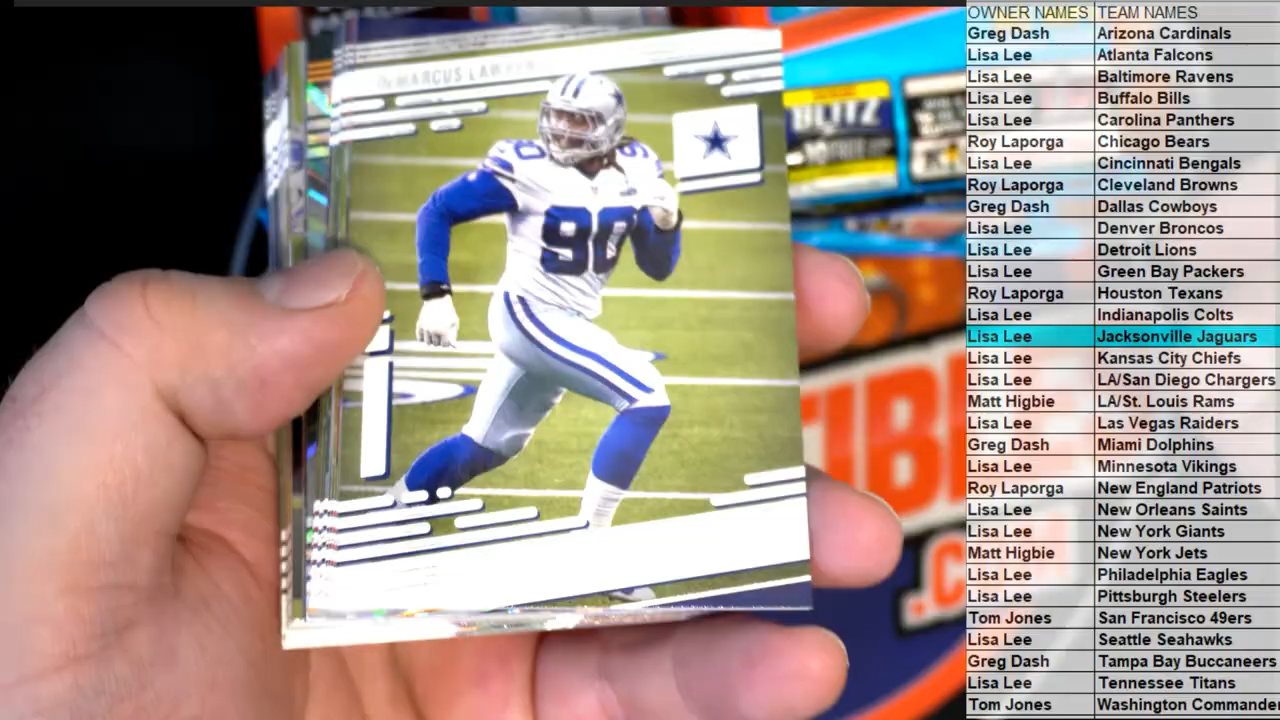 DeMARCUS LAWRENCE
90
90
BLITZ
OWNER NAMES TEAM NAMES
Greg Dash Arizona Cardinals
Lisa Lee Atlanta Falcons
Lisa Lee Baltimore Ravens
Lisa Lee Buffalo Bills
Lisa Lee Carolina Panthers
Roy Laporga Chicago Bears
Lisa Lee Cincinnati Bengals
Roy Laporga Cleveland Browns
Greg Dash Dallas Cowboys
Lisa Lee Denver Broncos
Lisa Lee Detroit Lions
Lisa Lee Green Bay Packers
Roy Laporga Houston Texans
Lisa Lee Indianapolis Colts
Lisa Lee Jacksonville Jaguars
Lisa Lee Kansas City Chiefs
Lisa Lee LA/San Diego Chargers
Matt Higbie LA/St. Louis Rams
Lisa Lee Las Vegas Raiders
Greg Dash Miami Dolphins
Lisa Lee Minnesota Vikings
Roy Laporga New England Patriots
Lisa Lee New Orleans Saints
Lisa Lee New York Giants
Matt Higbie New York Jets
Lisa Lee Philadelphia Eagles
Lisa Lee Pittsburgh Steelers
Tom Jones San Francisco 49ers
Lisa Lee Seattle Seahawks
Greg Dash Tampa Bay Buccaneers
Lisa Lee Tennessee Titans
Tom Jones Washington Commander